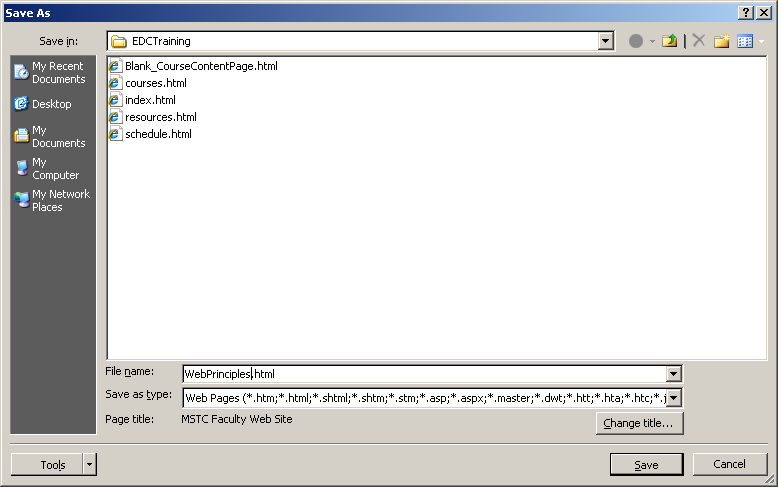 Save As
Save in:
EDCTraining
My Recent
Documents
Desktop
My
Documents
My
Computer
My Network
Places
Blank_CourseContentPage.html
courses.html
index.html
resources.html
schedule.html
File name:
WebPrinciples.html
Save as type:
Web Pages (*.htm;*.html;*.shtml;*.shtm;*.stm;*.asp;*.aspx;*.master;*.dwt;*.htt;*.hta;*.htc;*.j
Page title:
MSTC Faculty Web Site
Change title...
Tools
Save
Cancel